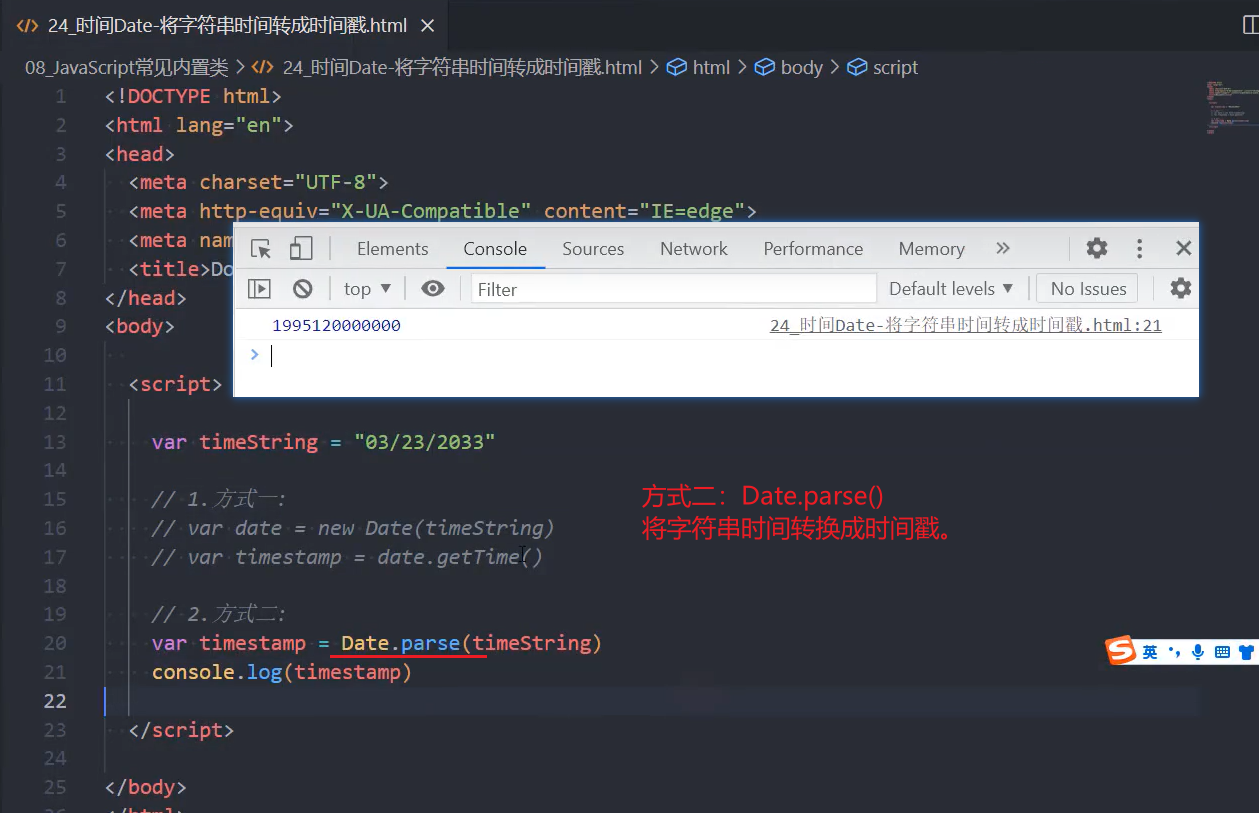 24_时间Date-将字符串时间转成时间戳.html
08_JavaScript常见内置类 > 24_时间Date-将字符串时间转成时间戳.html > html > body > script
1 <!DOCTYPE html>
2 <html lang="en">
3 <head>
4 <meta charset="UTF-8">
5 <meta http-equiv="X-UA-Compatible" content="IE=edge">
6 <meta nam
7 <title>Do
8 </head>
9 <body>
10
11 <script>
12
Elements Console Sources Network Performance Memory
top Filter Default levels No Issues
1995120000000 24_时间Date-将字符串时间转成时间戳.html:21
13 var timeString = "03/23/2033"
14
15 // 1.方式一:
16 // var date = new Date(timeString)
17 // var timestamp = date.getTime()
18
19 // 2.方式二:
20 var timestamp = Date.parse(timeString)
21 console.log(timestamp)
22
23 </script>
24
25 </body>
方式二：Date.parse()
将字符串时间转换成时间戳。
S 英